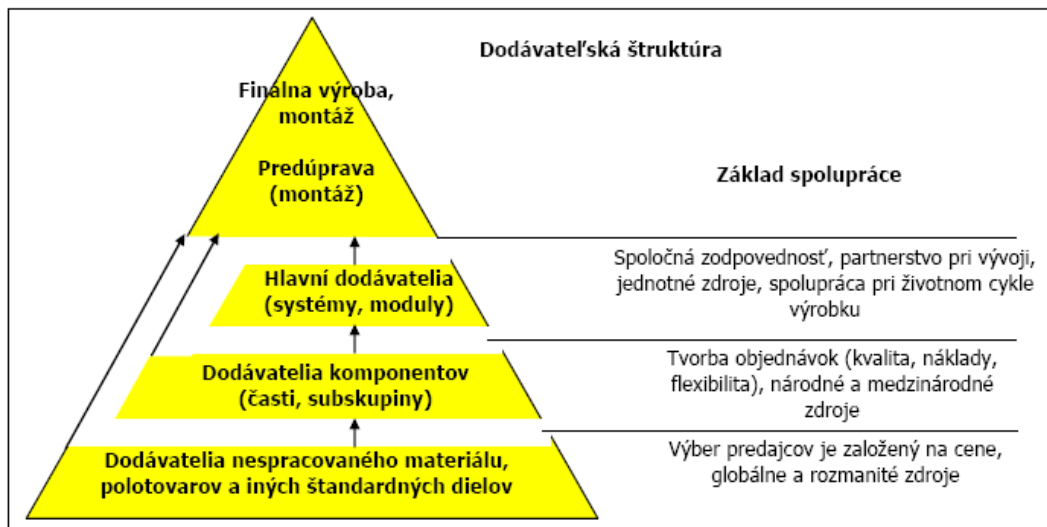 Dodávateľská štruktúra
Finálna výroba,
montáž
Predúprava
(montáž)
Základ spolupráce
Hlavní dodávatelia
(systémy, moduly)
Spoločná zodpovednosť, partnerstvo pri vývoji,
jednotné zdroje, spolupráca pri životnom cykle
výrobku
Dodávatelia komponentov
(časti, subskupiny)
Tvorba objednávok (kvalita, náklady,
flexibilita), národné a medzinárodné
zdroje
Dodávatelia nespracovaného materiálu,
polotovarov a iných štandardných dielov
Výber predajcov je založený na cene,
globálne a rozmanité zdroje